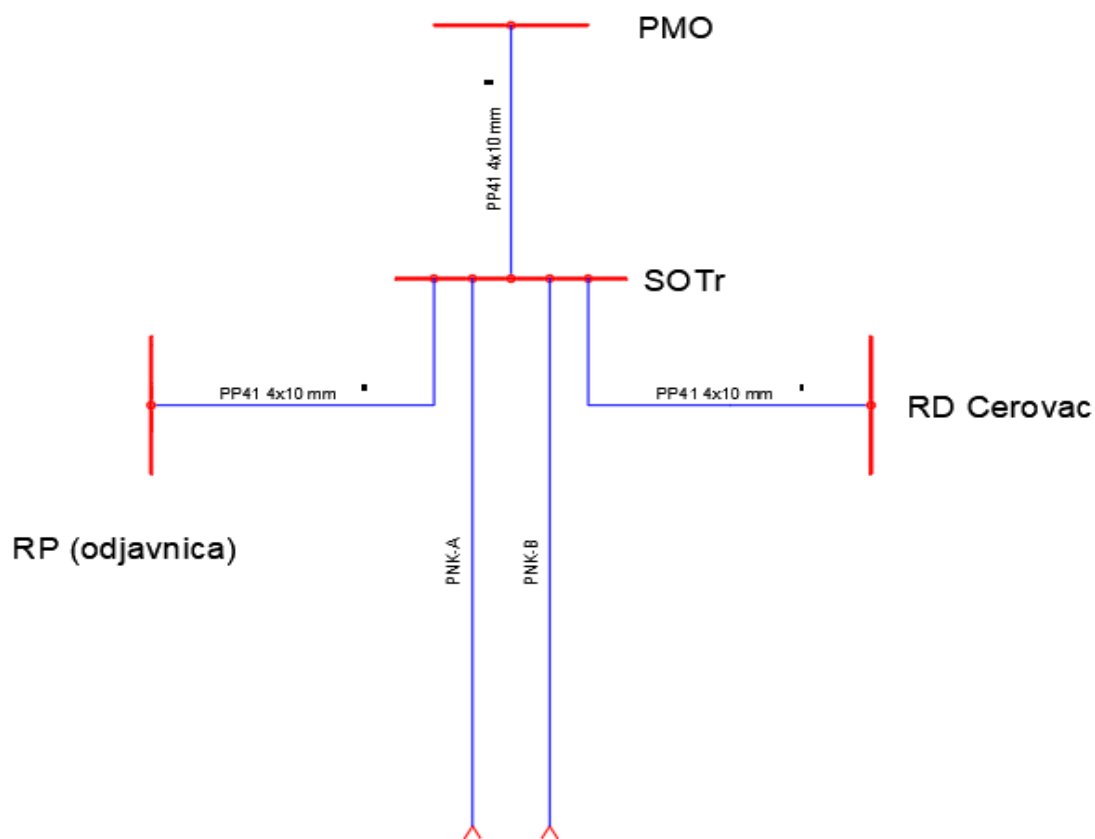 PMO
PP41 4x10 mm
SOTr
PP41 4x10 mm
PP41 4x10 mm
RD Cerovac
RP (odjavnica)
PNK-A
PNK-B